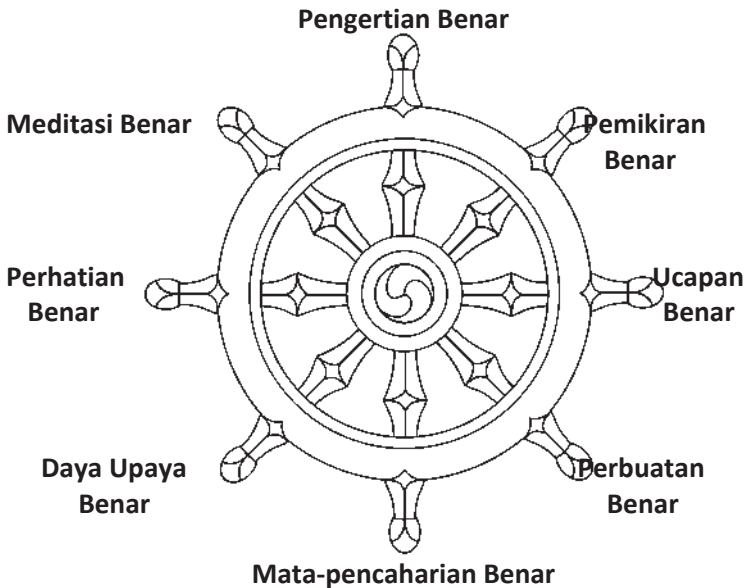 Pengertian Benar
Meditasi Benar
Pemikiran
Benar
Perhatian
Benar
Ucapan
Benar
Daya Upaya
Benar
Perbuatan
Benar
Mata-pencaharian Benar